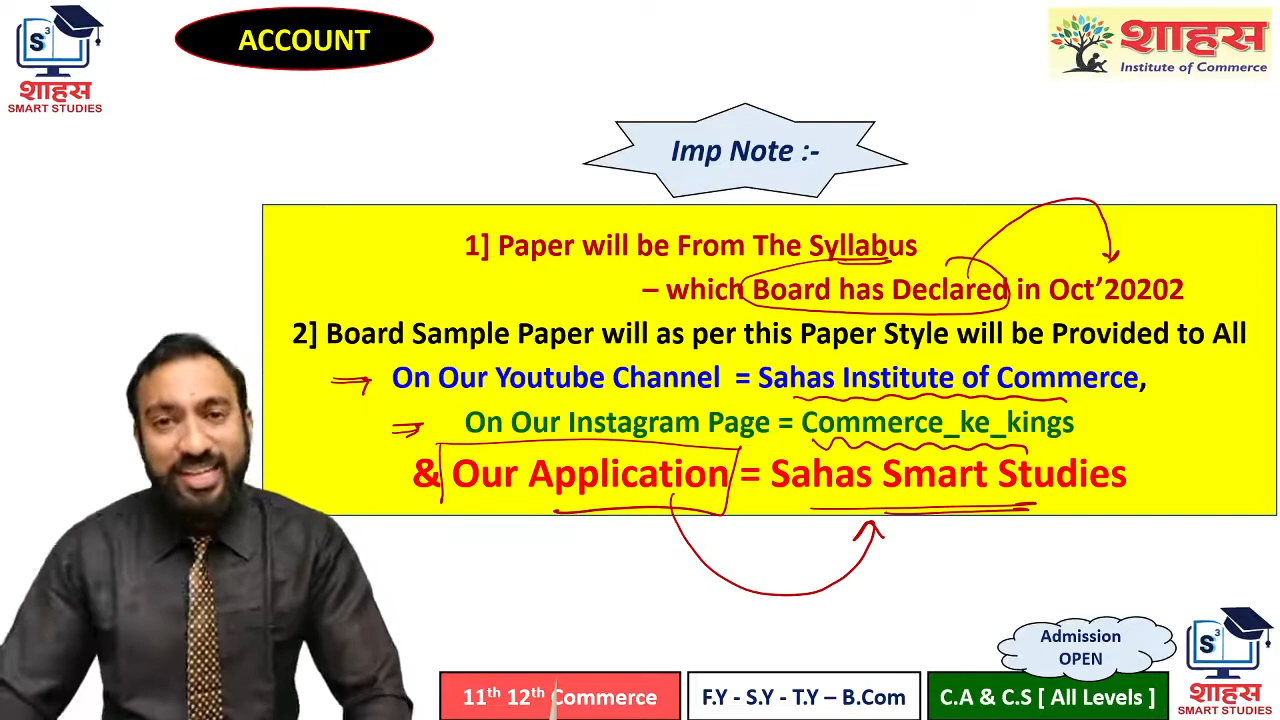 S³
शाहस
SMART STUDIES
ACCOUNT
शाहस
Institute of Commerce
Imp Note :-
1] Paper will be From The Syllabus
– which Board has Declared in Oct’20202
2] Board Sample Paper will as per this Paper Style will be Provided to All
On Our Youtube Channel = Sahas Institute of Commerce,
On Our Instagram Page = Commerce_ke_kings
& Our Application = Sahas Smart Studies
Admission
OPEN
11th 12th Commerce
F.Y - S.Y - T.Y – B.Com
C.A & C.S [ All Levels ]
S³
शाहस
SMART STUDIES